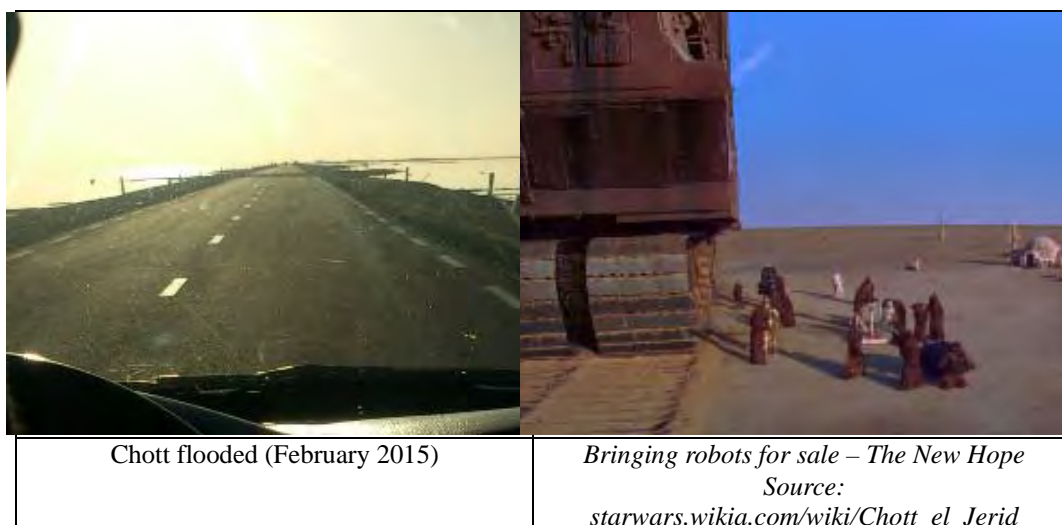 Chott flooded (February 2015)
Bringing robots for sale – The New Hope
Source:
starwars.wikia.com/wiki/Chott_el_Jerid